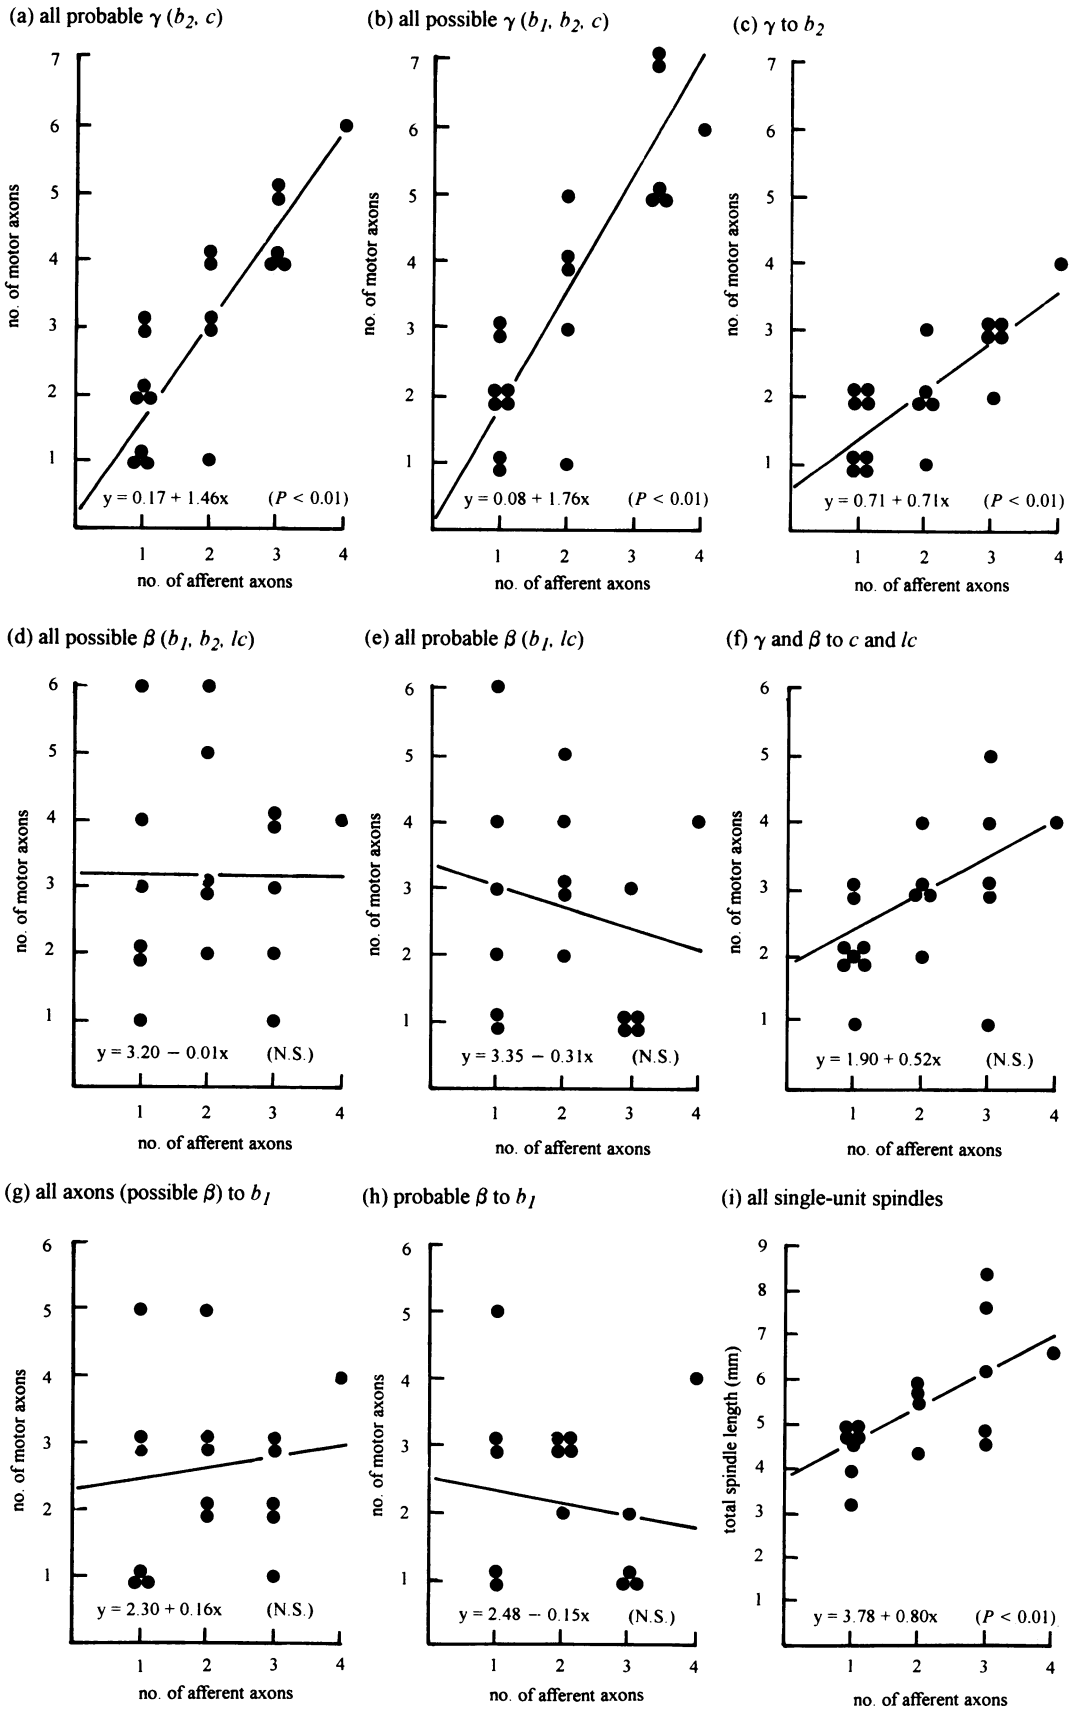 (a) all probable γ (b2, c)
7
6
5
4
3
2
1
no. of motor axons
y = 0.17 + 1.46x (P < 0.01)
1 2 3 4
no. of afferent axons
(b) all possible γ (b1, b2, c)
7
6
5
4
3
2
1
no. of motor axons
y = 0.08 + 1.76x (P < 0.01)
1 2 3 4
no. of afferent axons
(c) γ to b2
7
6
5
4
3
2
1
no. of motor axons
y = 0.71 + 0.71x (P < 0.01)
1 2 3 4
no. of afferent axons
(d) all possible β (b1, b2, lc)
6
5
4
3
2
1
no. of motor axons
y = 3.20 − 0.01x (N.S.)
1 2 3 4
no. of afferent axons
(e) all probable β (b1, lc)
6
5
4
3
2
1
no. of motor axons
y = 3.35 − 0.31x (N.S.)
1 2 3 4
no. of afferent axons
(f) γ and β to c and lc
6
5
4
3
2
1
no. of motor axons
y = 1.90 + 0.52x (N.S.)
1 2 3 4
no. of afferent axons
(g) all axons (possible β) to b1
6
5
4
3
2
1
no. of motor axons
y = 2.30 + 0.16x (N.S.)
1 2 3 4
no. of afferent axons
(h) probable β to b1
6
5
4
3
2
1
no. of motor axons
y = 2.48 − 0.15x (N.S.)
1 2 3 4
no. of afferent axons
(i) all single-unit spindles
9
8
7
6
5
4
3
2
1
total spindle length (mm)
y = 3.78 + 0.80x (P < 0.01)
1 2 3 4
no. of afferent axons